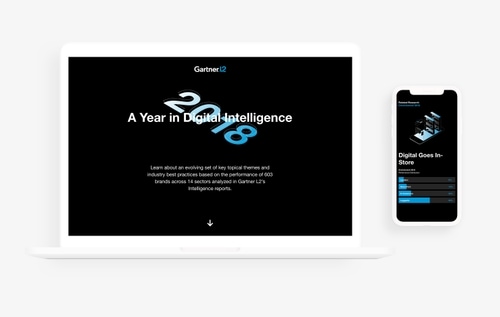 Gartner L2
2018
A Year in Digital Intelligence
Learn about an evolving set of key topical themes and
industry best practices based on the performance of 603
brands across 14 sectors analyzed in Gartner L2's
Intelligence reports.
Digital Goes In-
Store